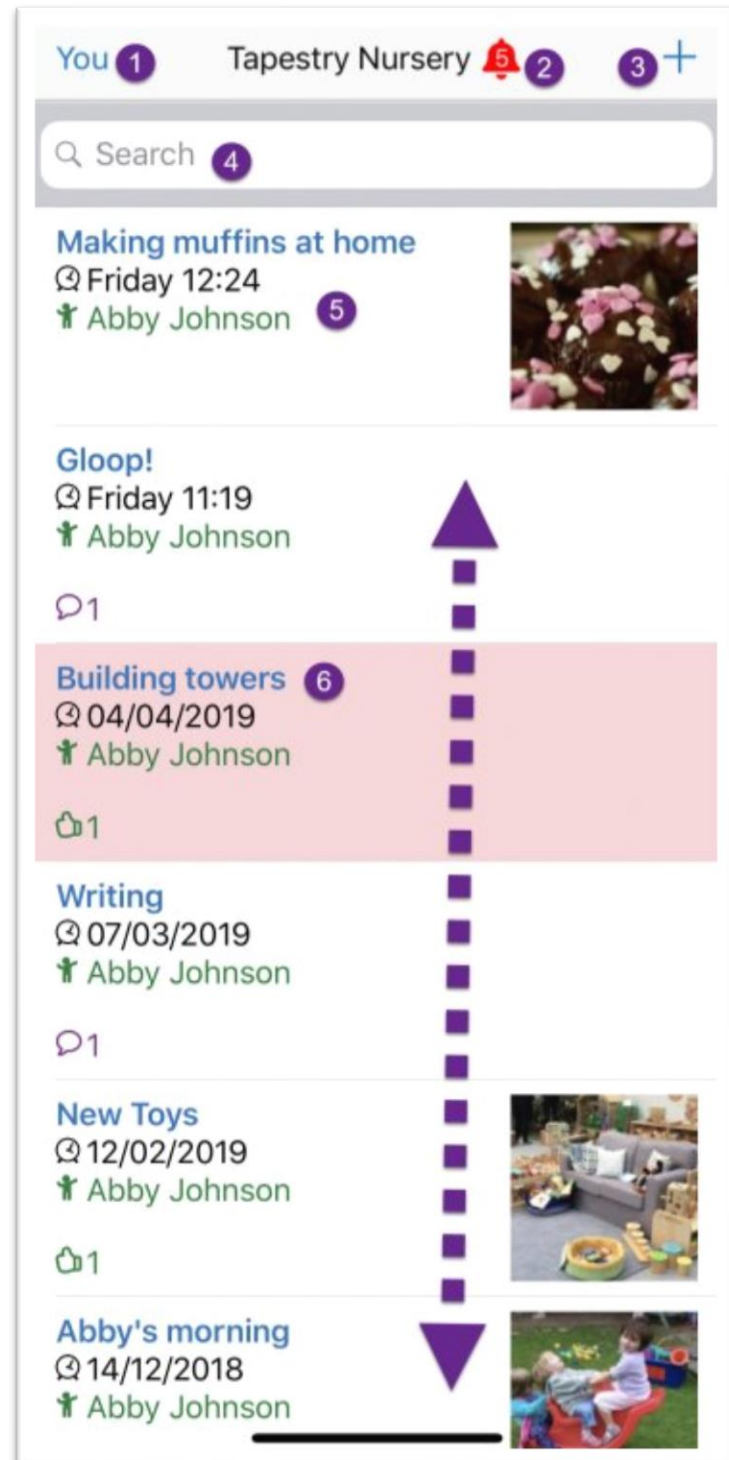 You 1 Tapestry Nursery 5 2 3 +
Search 4
Making muffins at home
Friday 12:24
Abby Johnson 5
Gloop!
Friday 11:19
Abby Johnson
1
Building towers 6
04/04/2019
Abby Johnson
1
Writing
07/03/2019
Abby Johnson
1
New Toys
12/02/2019
Abby Johnson
1
Abby's morning
14/12/2018
Abby Johnson